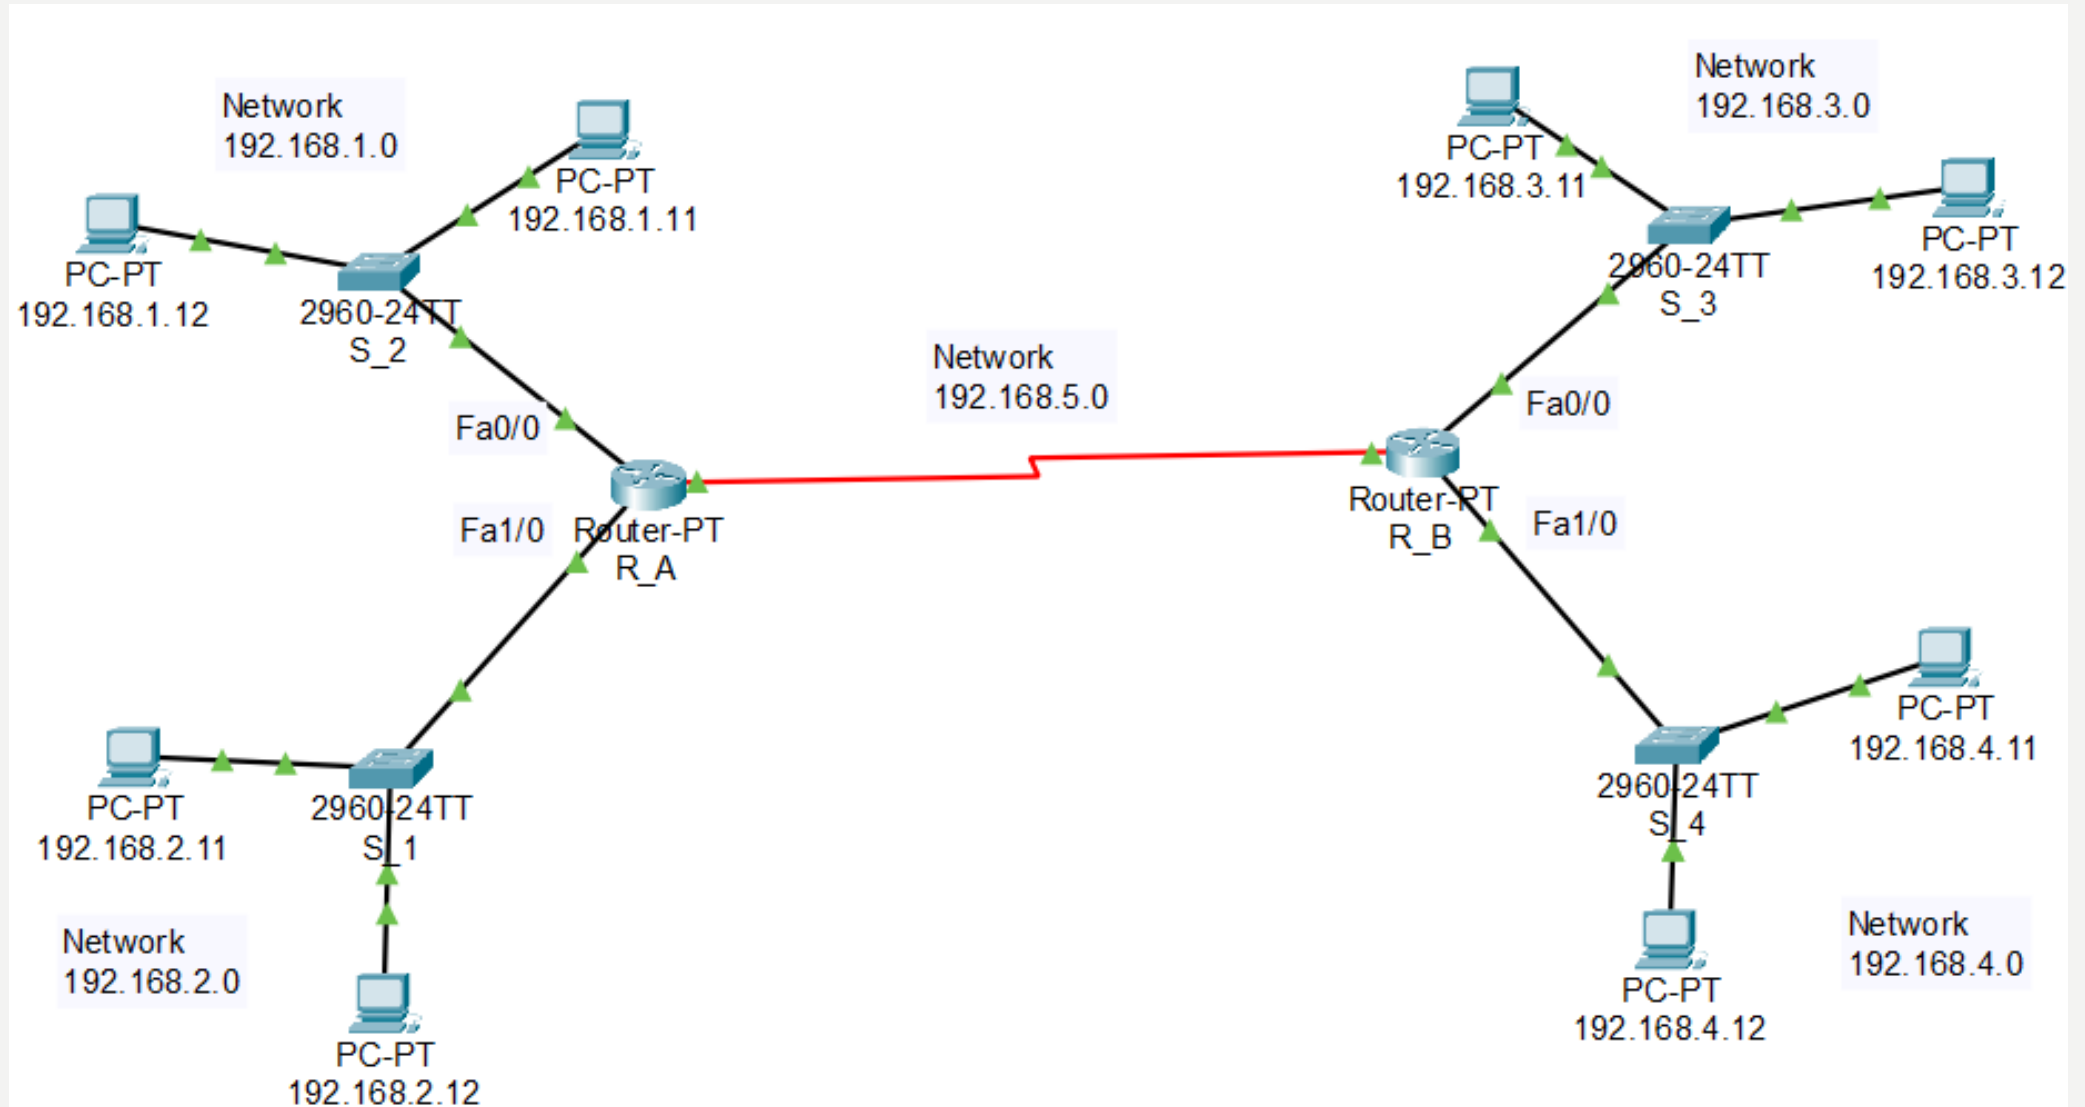 Network
192.168.1.0
PC-PT
192.168.1.11
PC-PT
192.168.1.12
2960-24TT
S_2
Fa0/0
Fa1/0
Router-PT
R_A
PC-PT
192.168.2.11
2960-24TT
S_1
Network
192.168.2.0
PC-PT
192.168.2.12
Network
192.168.5.0
Network
192.168.3.0
PC-PT
192.168.3.11
PC-PT
192.168.3.12
2960-24TT
S_3
Fa0/0
Router-PT
R_B
Fa1/0
PC-PT
192.168.4.11
2960-24TT
S_4
Network
192.168.4.0
PC-PT
192.168.4.12